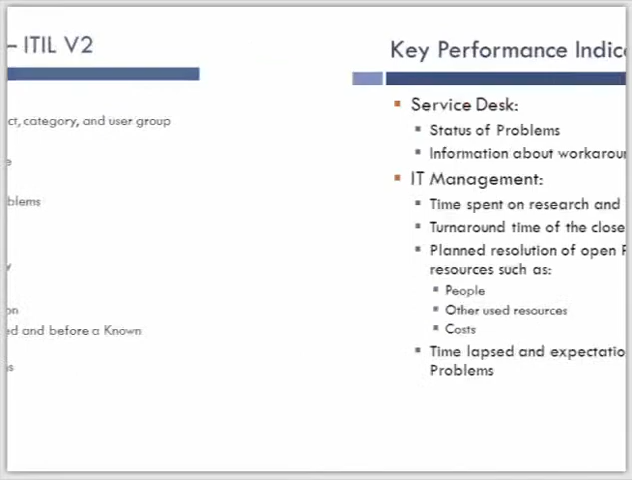 – ITIL V2
ct, category, and user group
e
blems
y
on
ed and before a Known
s
Key Performance Indic
Service Desk:
Status of Problems
Information about workarou
IT Management:
Time spent on research and
Turnaround time of the close
Planned resolution of open
resources such as:
People
Other used resources
Costs
Time lapsed and expectatio
Problems